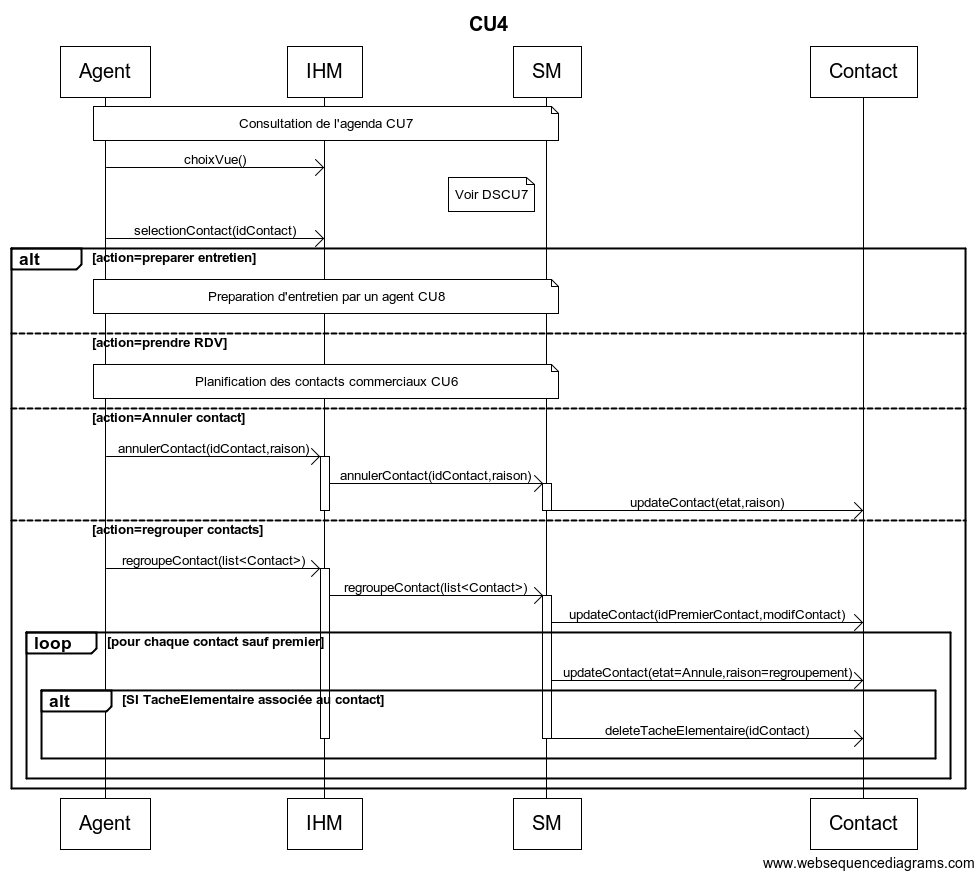 CU4
Agent
IHM
SM
Contact
Consultation de l'agenda CU7
choixVue()
Voir DSCU7
selectionContact(idContact)
alt
[action=preparer entretien]
Preparation d'entretien par un agent CU8
[action=prendre RDV]
Planification des contacts commerciaux CU6
[action=Annuler contact]
annulerContact(idContact,raison)
annulerContact(idContact,raison)
updateContact(etat,raison)
[action=regrouper contacts]
regroupeContact(list<Contact>)
regroupeContact(list<Contact>)
updateContact(idPremierContact,modifContact)
loop
[pour chaque contact sauf premier]
updateContact(etat=Annule,raison=regroupement)
alt
[SI TacheElementaire associée au contact]
deleteTacheElementaire(idContact)
Agent
IHM
SM
Contact
www.websequencediagrams.com